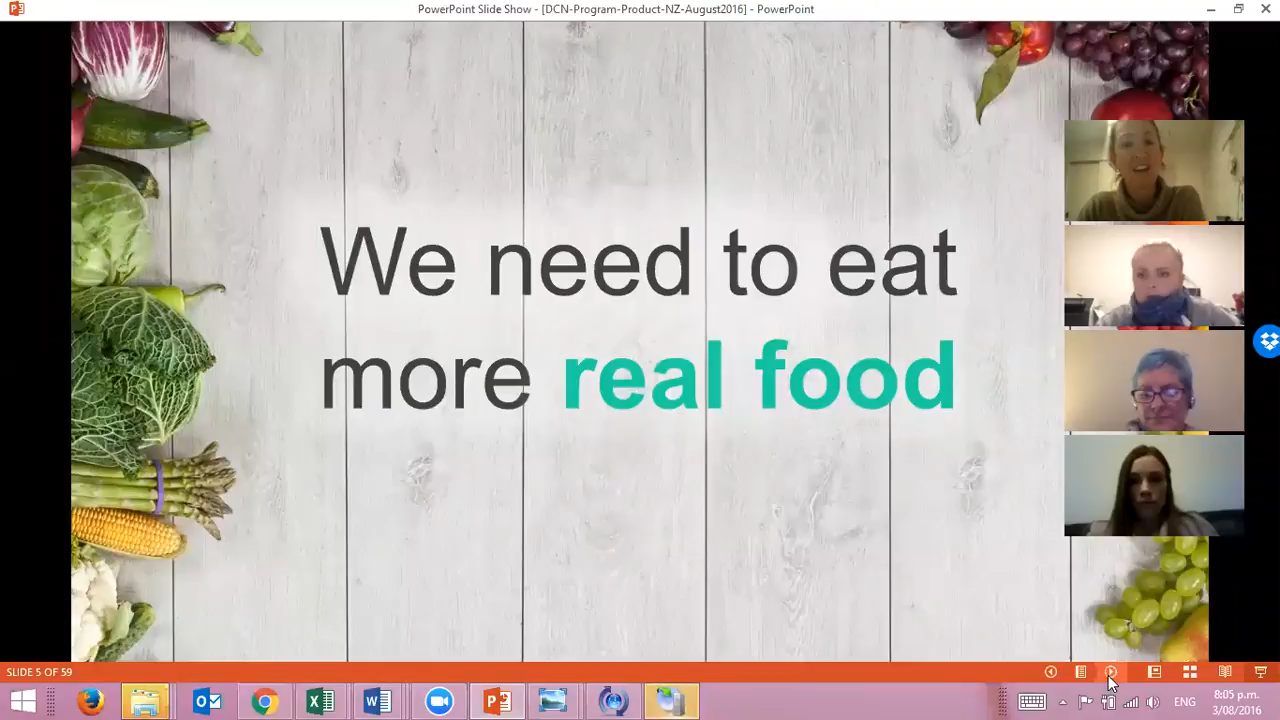 PowerPoint Slide Show - [DCN-Program-Product-NZ-August2016] - PowerPoint
We need to eat
more real food
SLIDE 5 OF 59
ENG
8:05 p.m.
3/08/2016